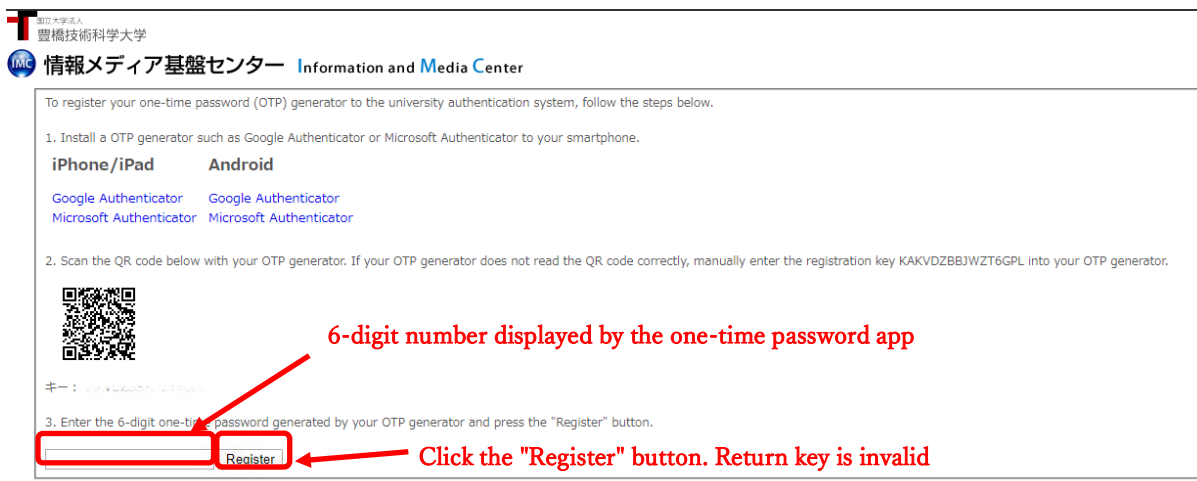 国立大学法人
豊橋技術科学大学
IMC 情報メディア基盤センター Information and Media Center
To register your one-time password (OTP) generator to the university authentication system, follow the steps below.
1. Install a OTP generator such as Google Authenticator or Microsoft Authenticator to your smartphone.
iPhone/iPad Android
Google Authenticator Google Authenticator
Microsoft Authenticator Microsoft Authenticator
2. Scan the QR code below with your OTP generator. If your OTP generator does not read the QR code correctly, manually enter the registration key KAKVDZBBJWZT6GPL into your OTP generator.
6-digit number displayed by the one-time password app
キー：
3. Enter the 6-digit one-time password generated by your OTP generator and press the "Register" button.
Register
Click the "Register" button. Return key is invalid